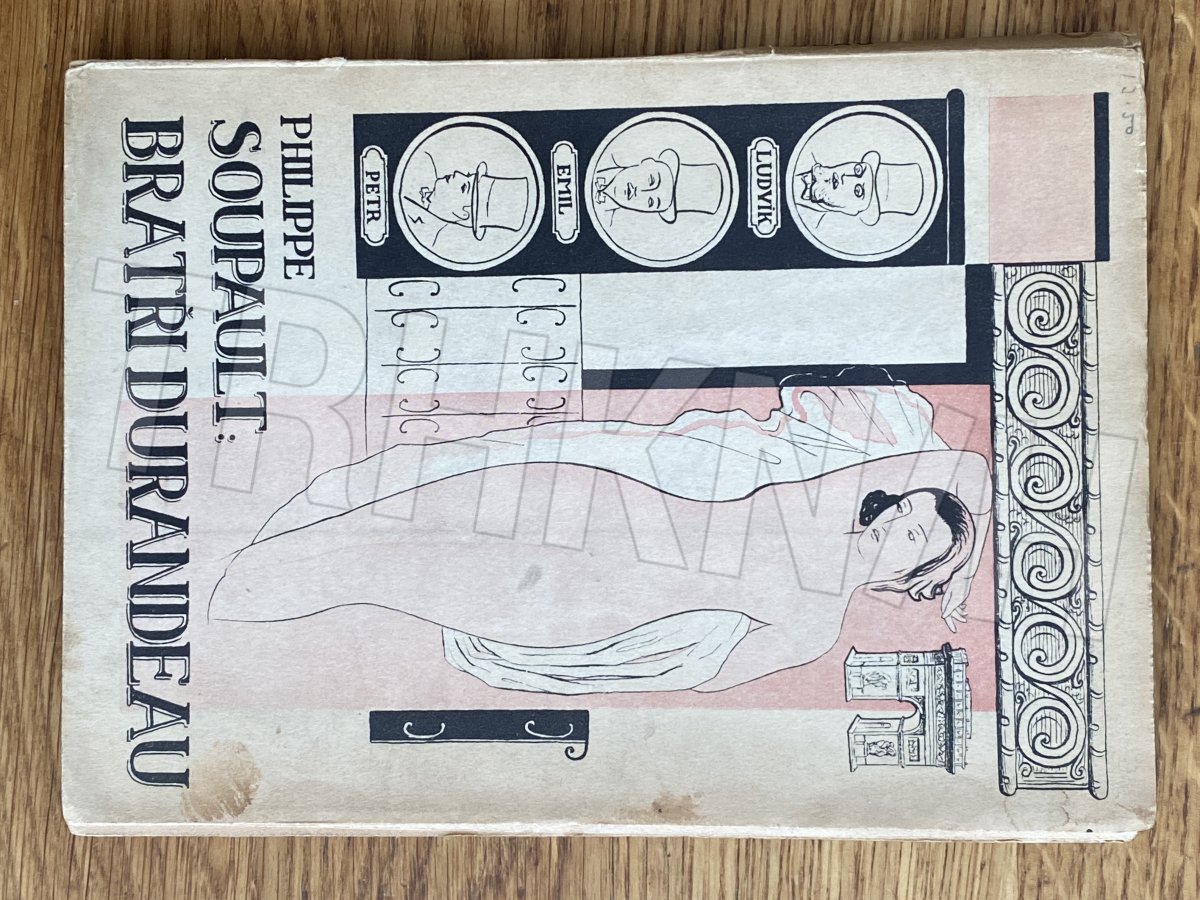 PETR
EMIL
LUDVÍK
PHILIPPE
SOUPAULT:
BRATŘI DURANDEAU